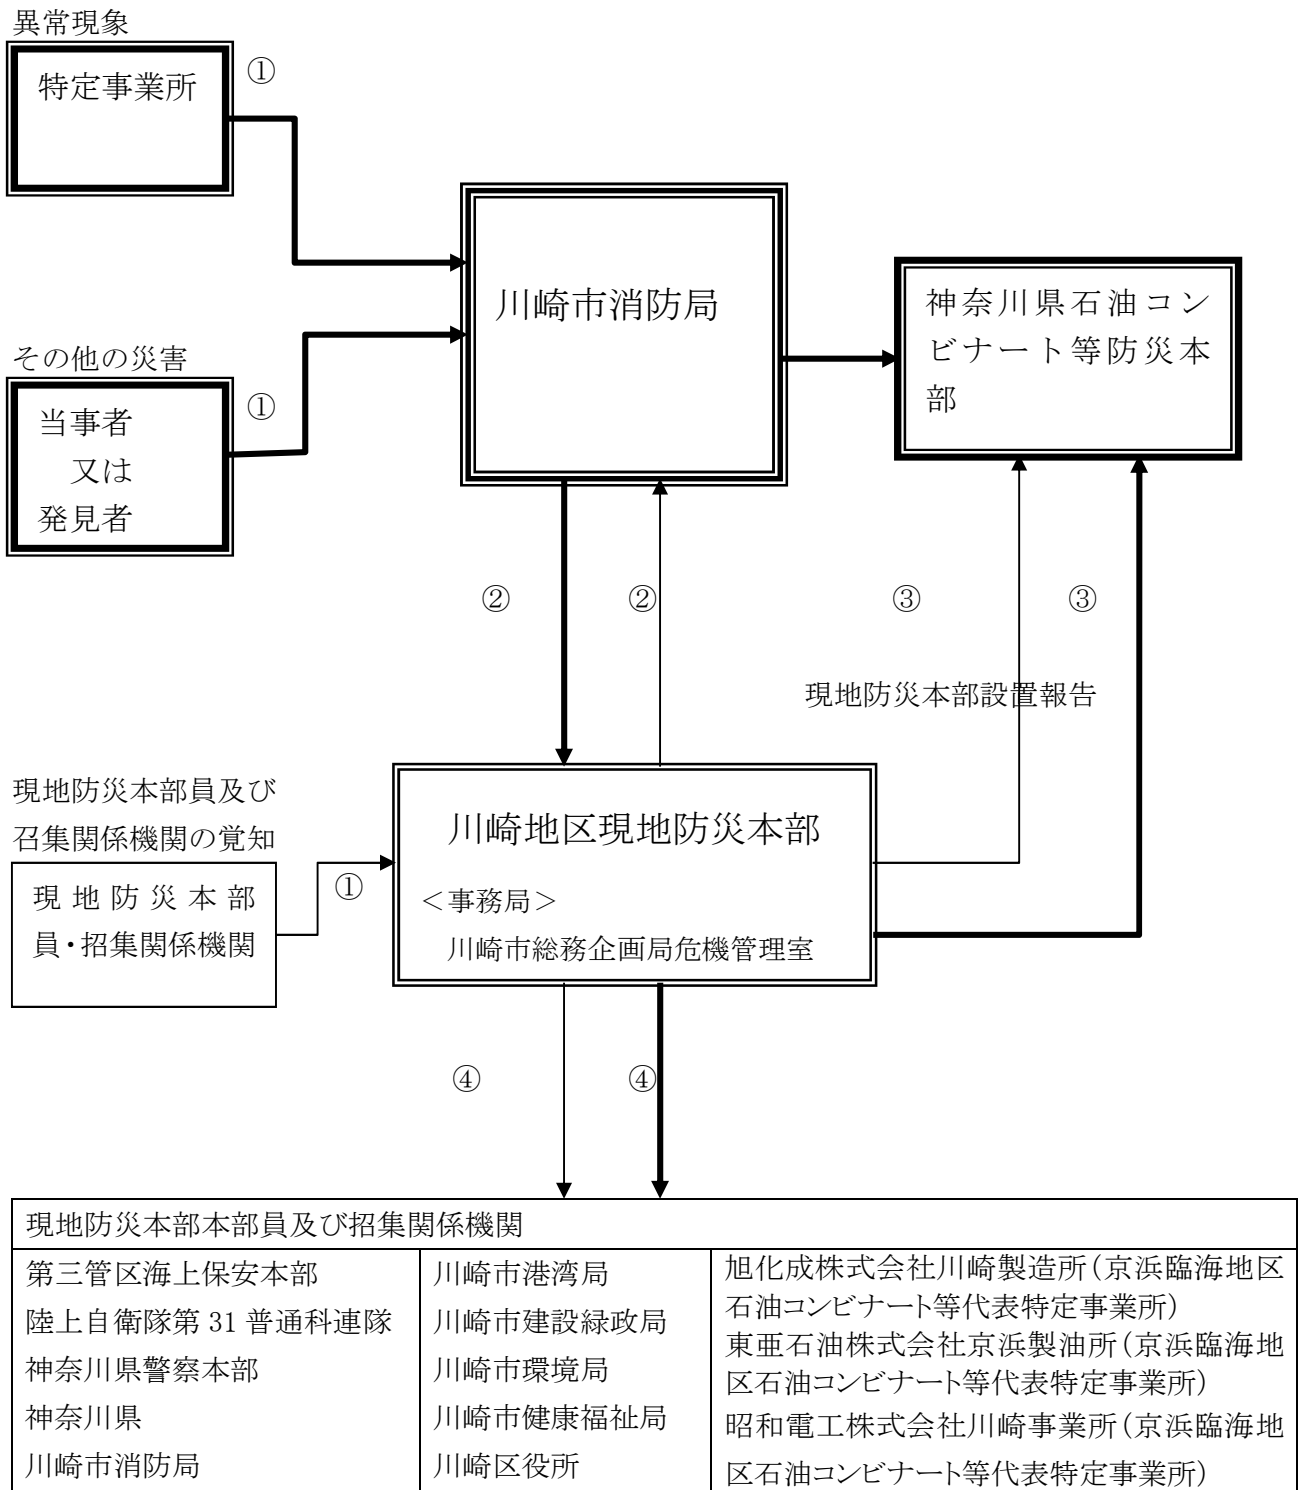 異常現象
特定事業所
①
川崎市消防局
神奈川県石油コン
ビナート等防災本
部
その他の災害
①
当事者
又は
発見者
②
②
③
③
現地防災本部設置報告
現地防災本部員及び
召集関係機関の覚知
現地防災本部
員・招集関係機関
①
川崎地区現地防災本部
＜事務局＞
川崎市総務企画局危機管理室
④
④
現地防災本部本部員及び招集関係機関
第三管区海上保安本部
陸上自衛隊第 31 普通科連隊
神奈川県警察本部
神奈川県
川崎市消防局
川崎市港湾局
川崎市建設緑政局
川崎市環境局
川崎市健康福祉局
川崎区役所
旭化成株式会社川崎製造所（京浜臨海地区
石油コンビナート等代表特定事業所）
東亜石油株式会社京浜製油所（京浜臨海地
区石油コンビナート等代表特定事業所）
昭和電工株式会社川崎事業所（京浜臨海地
区石油コンビナート等代表特定事業所）